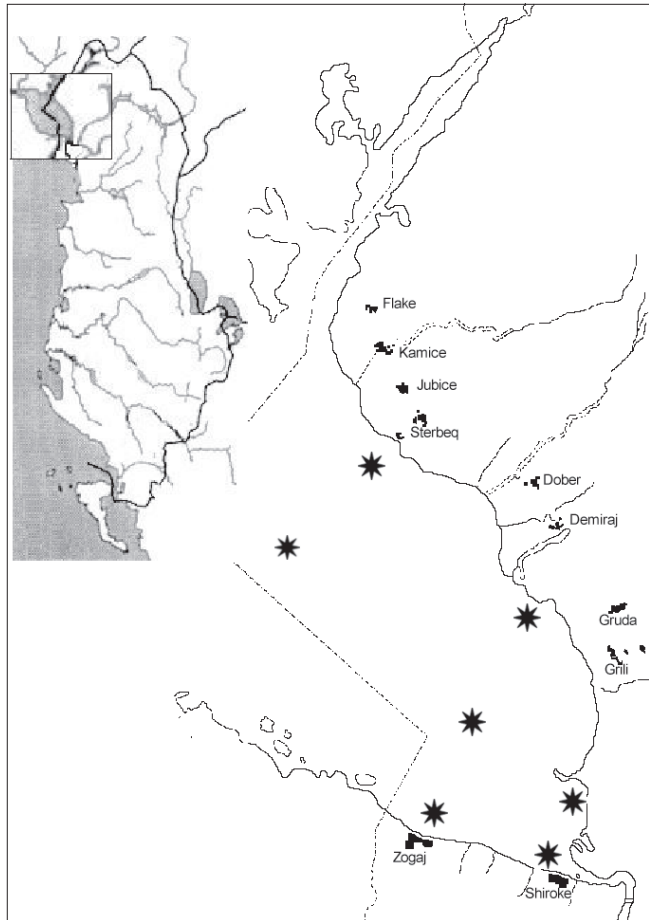 Flake
Kamice
Jubice
Sterbeq
Dober
Demiraj
Gruda
Grili
Zogaj
Shiroke